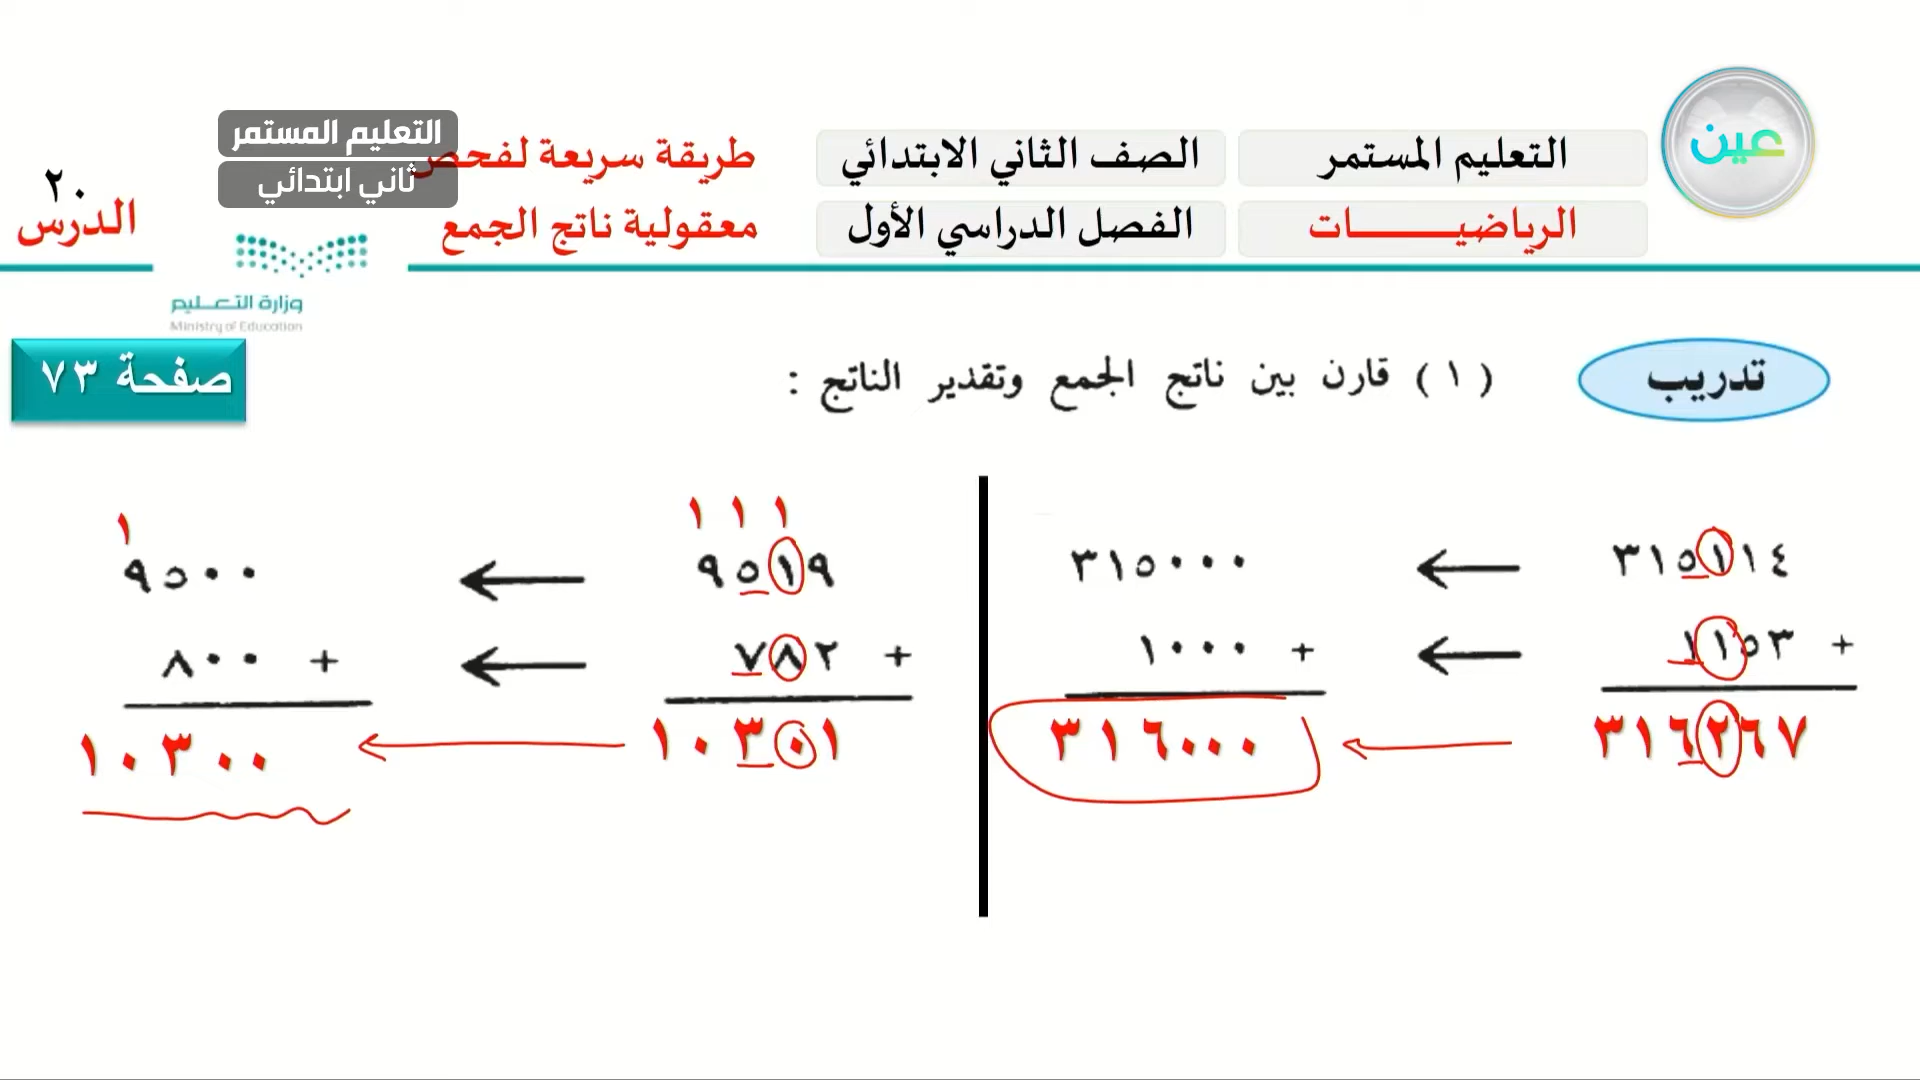 عين
التعليم المستمر
الصف الثاني الابتدائي
طريقة سريعة لفحص
الرياضيـــــــات
الفصل الدراسي الأول
معقولية ناتج الجمع
التعليم المستمر
ثاني ابتدائي
٢٠
الدرس
وزارة التعليم
Ministry of Education
تدريب
(١) قارن بين ناتج الجمع وتقدير الناتج :
صفحة ٧٣
٣١٥١١٤ ← ٣١٥٠٠٠
+ ١١٥٣ ← + ١٠٠٠
٣١٦٢٦٧ ← ٣١٦٠٠٠
١ ١ ١
١
٩٥١٩ ← ٩٥٠٠
+ ٧٨٢ ← + ٨٠٠
١٠٣٠١ ← ١٠٣٠٠